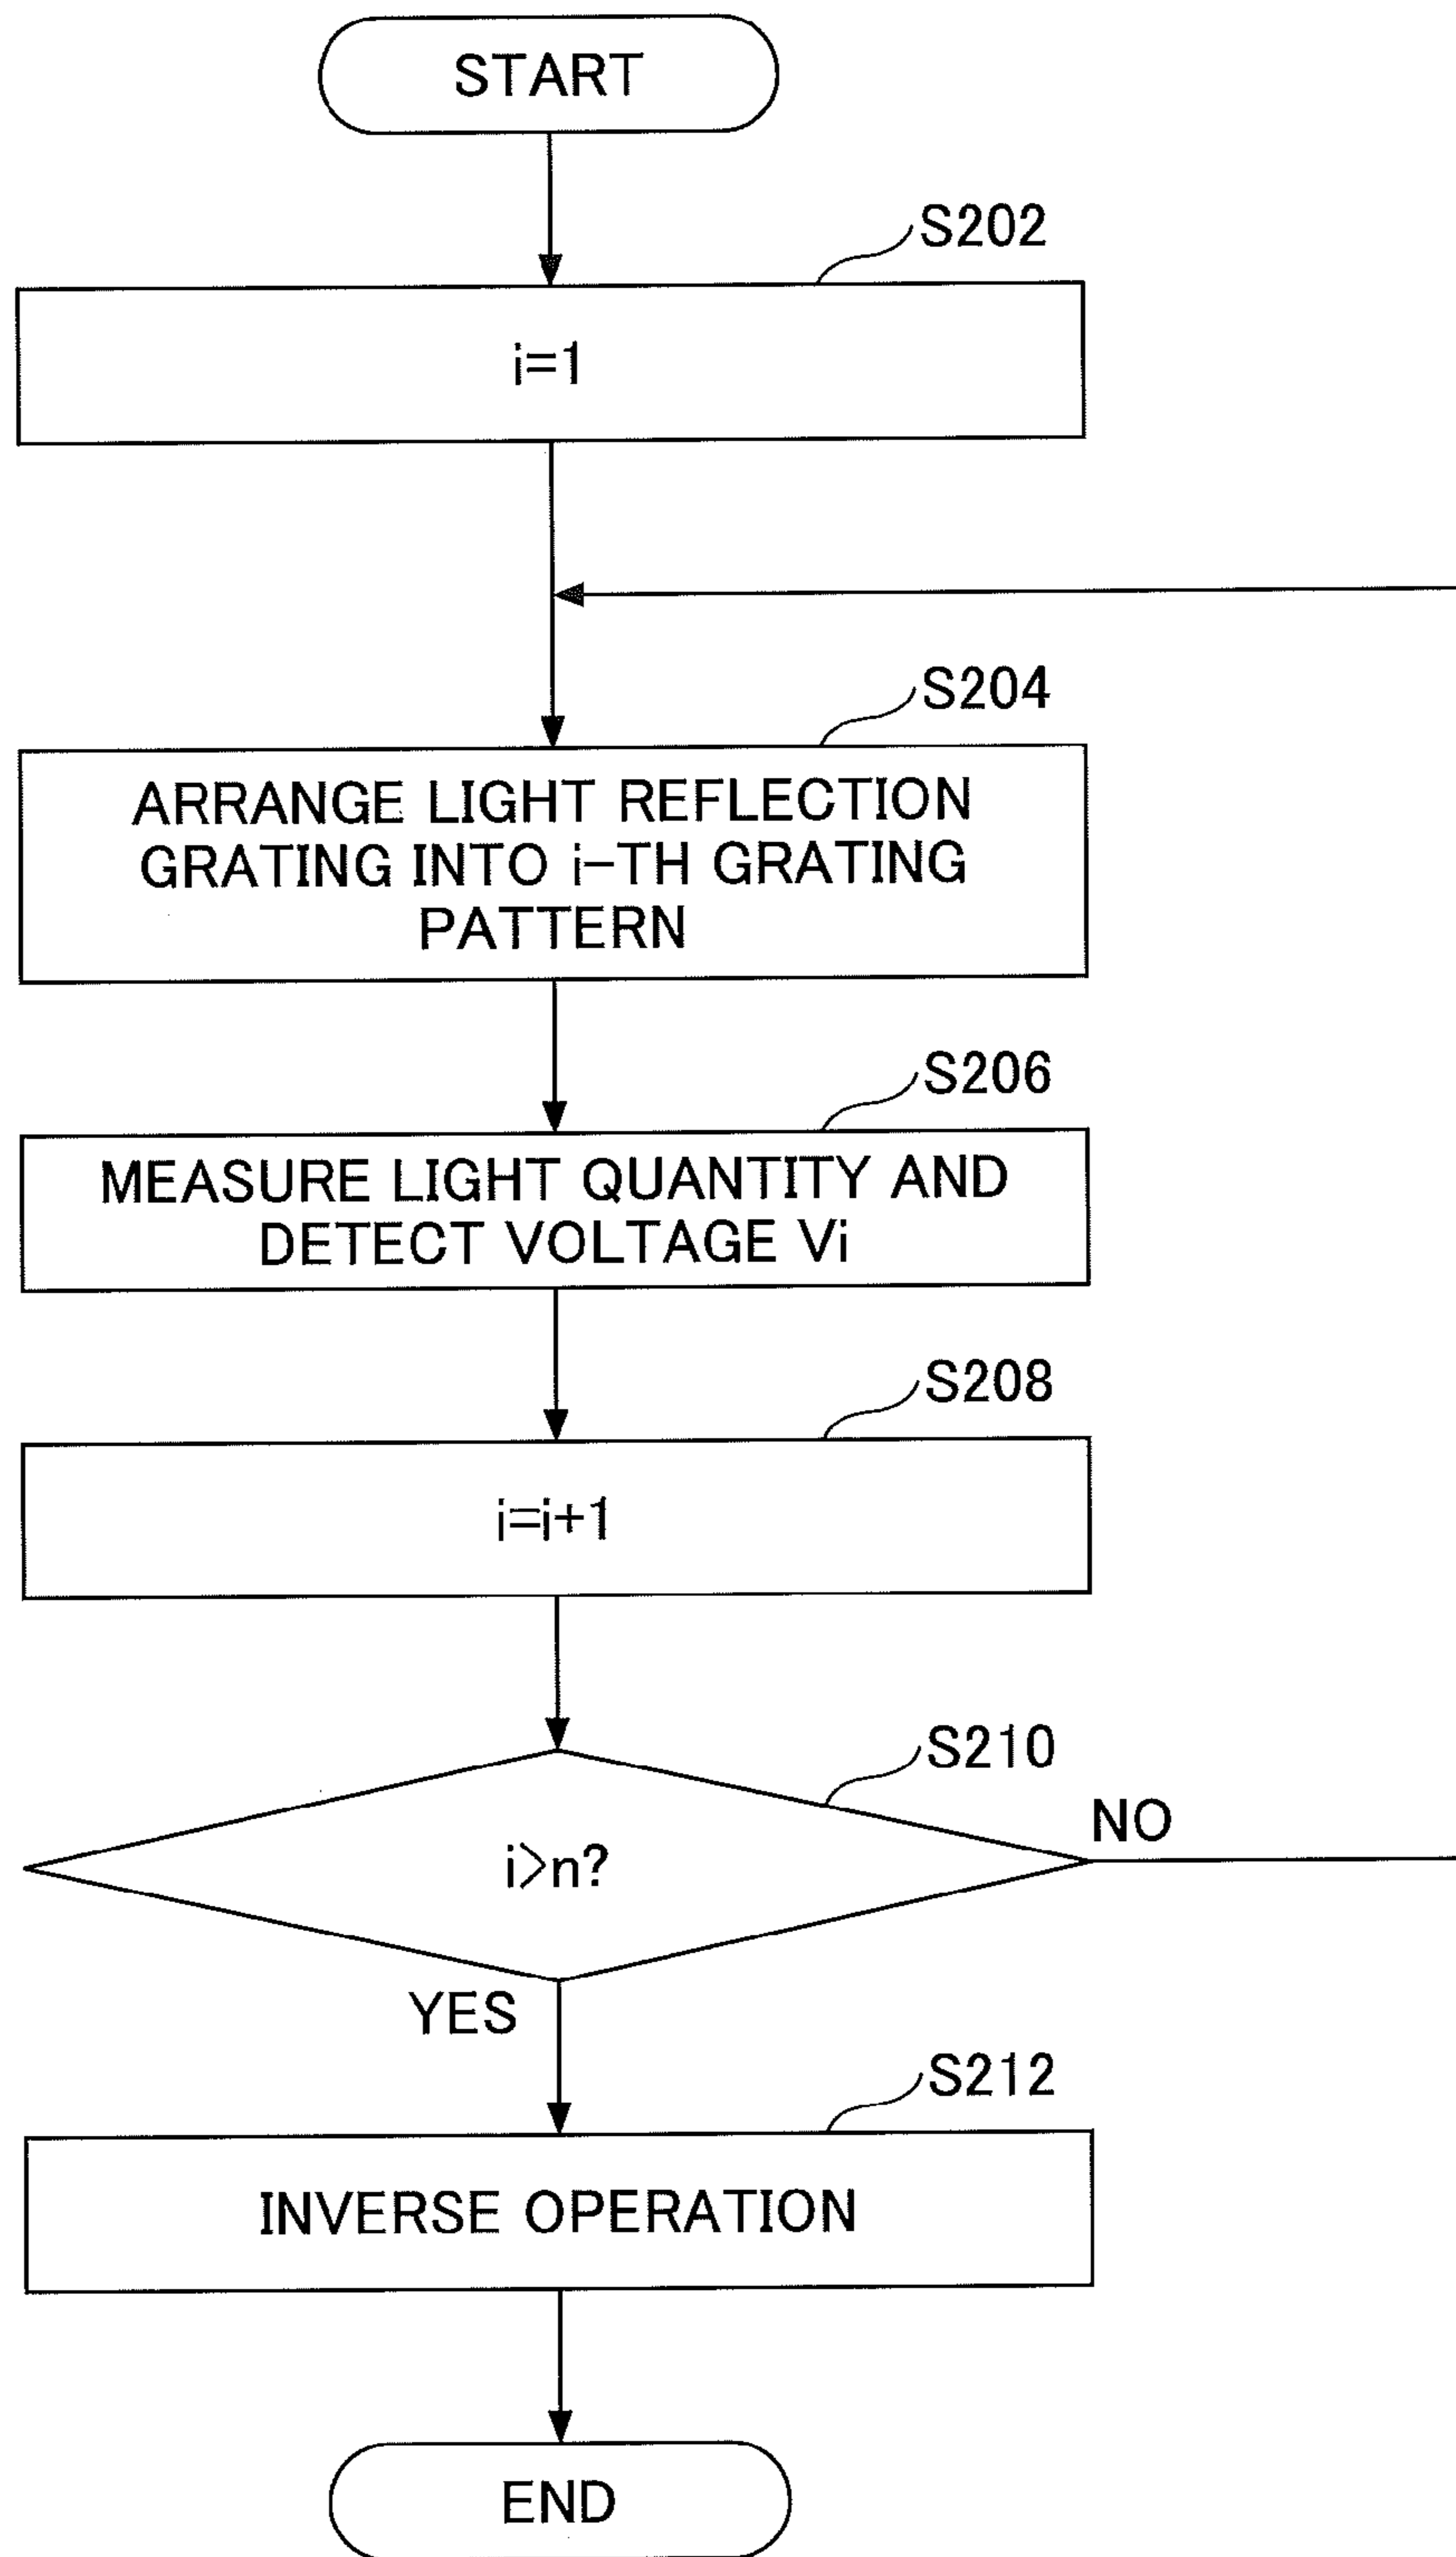 START
S202
i=1
S204
ARRANGE LIGHT REFLECTION
GRATING INTO i-TH GRATING
PATTERN
S206
MEASURE LIGHT QUANTITY AND
DETECT VOLTAGE Vi
S208
i=i+1
S210
i>n?
NO
YES
S212
INVERSE OPERATION
END